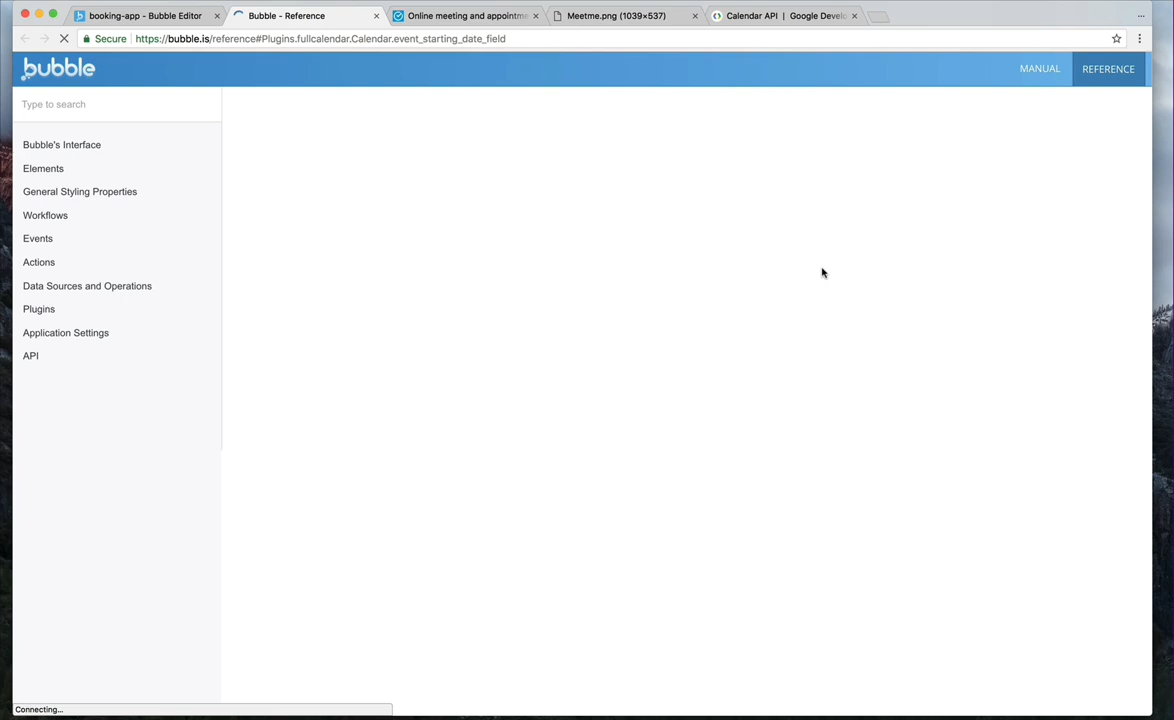 booking-app - Bubble Editor
Bubble - Reference
Online meeting and appointme
Meetme.png (1039×537)
Calendar API | Google Develo
Secure
https://bubble.is/reference#Plugins.fullcalendar.Calendar.event_starting_date_field
bubble
MANUAL
REFERENCE
Type to search
Bubble's Interface
Elements
General Styling Properties
Workflows
Events
Actions
Data Sources and Operations
Plugins
Application Settings
API
Connecting...